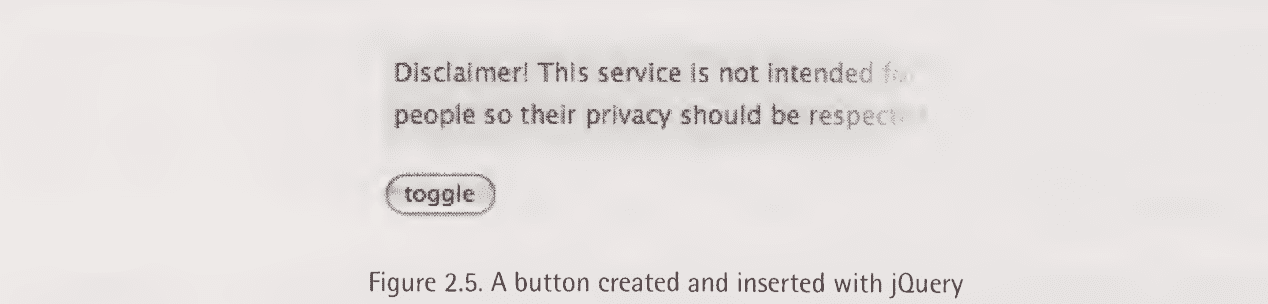 Disclaimer! This service is not intended
people so their privacy should be
toggle
Figure 2.5. A button created and inserted with jQuery